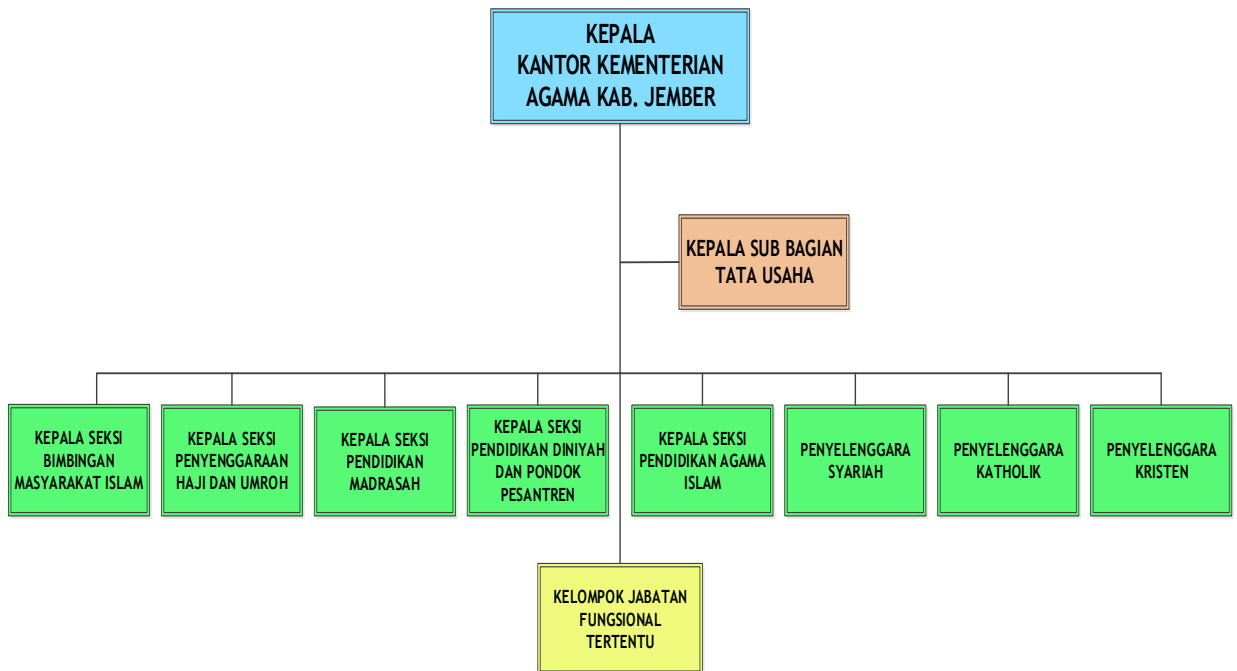 KEPALA
KANTOR KEMENTERIAN
AGAMA KAB. JEMBER
KEPALA SUB BAGIAN
TATA USAHA
KEPALA SEKSI
BIMBINGAN
MASYARAKAT ISLAM
KEPALA SEKSI
PENYENGGARAAN
HAJI DAN UMROH
KEPALA SEKSI
PENDIDIKAN
MADRASAH
KEPALA SEKSI
PENDIDIKAN DINIYAH
DAN PONDOK
PESANTREN
KEPALA SEKSI
PENDIDIKAN AGAMA
ISLAM
PENYELENGGARA
SYARIAH
PENYELENGGARA
KATHOLIK
PENYELENGGARA
KRISTEN
KELOMPOK JABATAN
FUNGSIONAL
TERTENTU